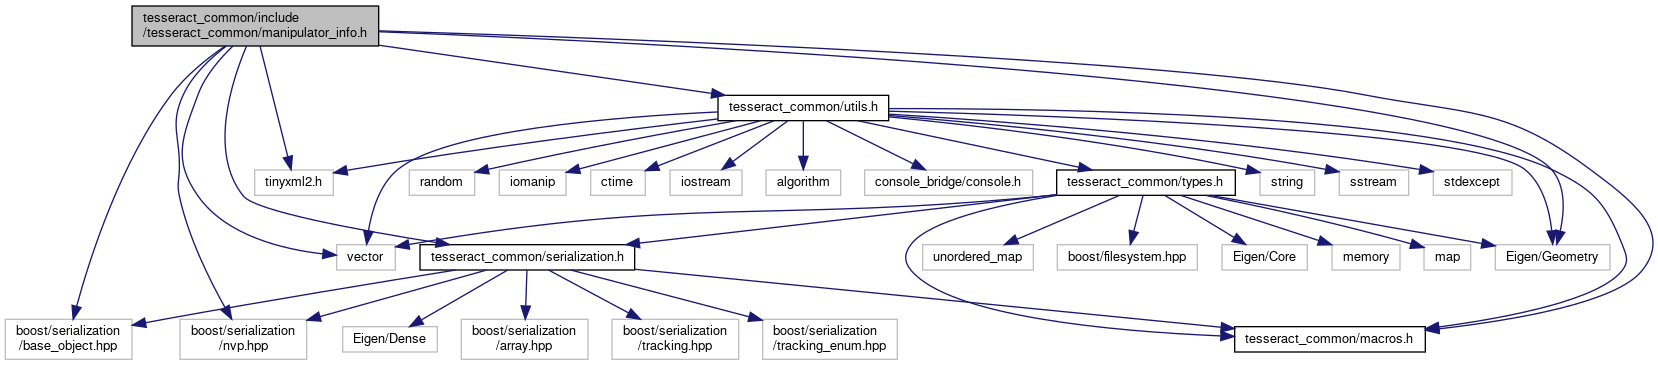 tesseract_common/include
/tesseract_common/manipulator_info.h
tesseract_common/utils.h
tinyxml2.h
random
iomanip
ctime
iostream
algorithm
console_bridge/console.h
tesseract_common/types.h
string
sstream
stdexcept
vector
tesseract_common/serialization.h
unordered_map
boost/filesystem.hpp
Eigen/Core
memory
map
Eigen/Geometry
boost/serialization
/base_object.hpp
boost/serialization
/nvp.hpp
Eigen/Dense
boost/serialization
/array.hpp
boost/serialization
/tracking.hpp
boost/serialization
/tracking_enum.hpp
tesseract_common/macros.h